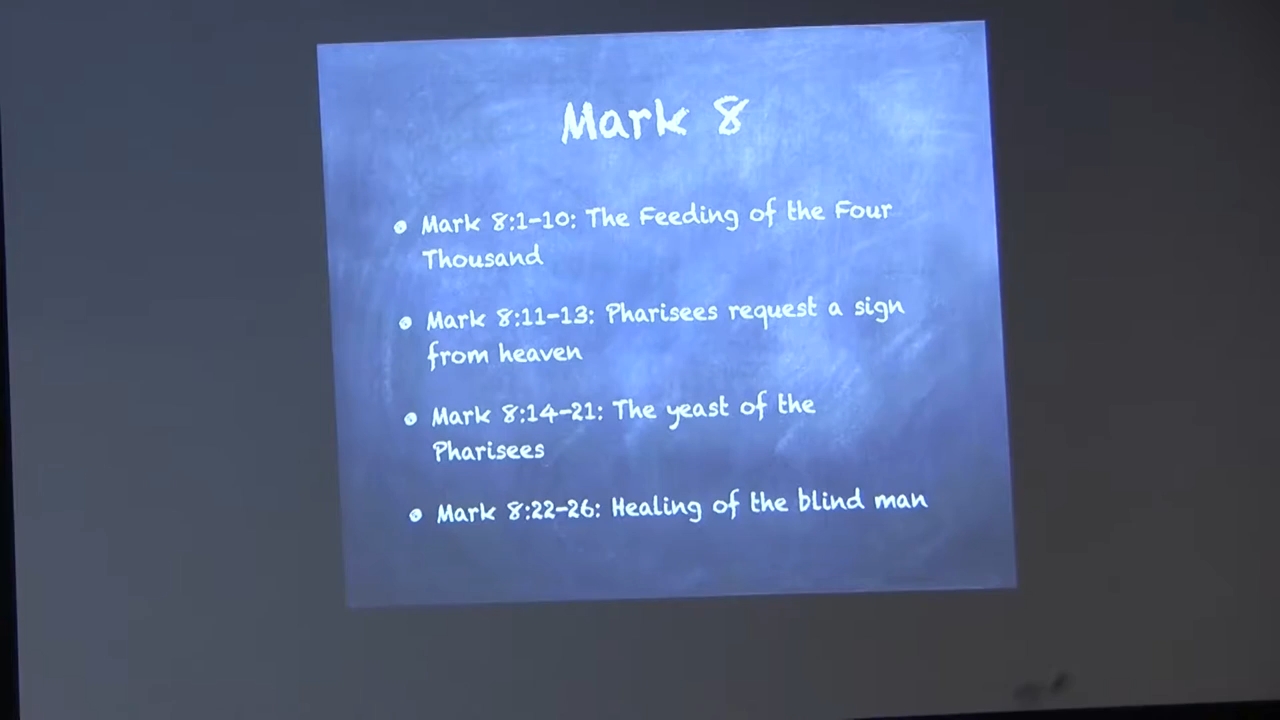 Mark 8
• Mark 8:1-10: The Feeding of the Four
Thousand
• Mark 8:11-13: Pharisees request a sign
from heaven
• Mark 8:14-21: The yeast of the
Pharisees
• Mark 8:22-26: Healing of the blind man